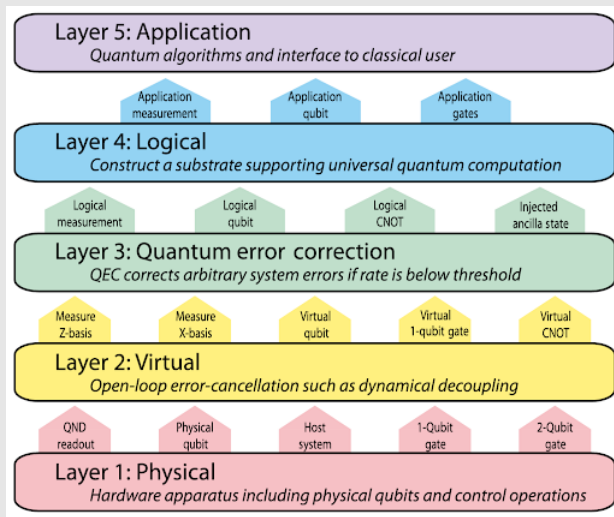 Layer 5: Application
Quantum algorithms and interface to classical user
Application
measurement
Application
qubit
Application
gates
Layer 4: Logical
Construct a substrate supporting universal quantum computation
Logical
measurement
Logical
qubit
Logical
CNOT
Injected
ancilla state
Layer 3: Quantum error correction
QEC corrects arbitrary system errors if rate is below threshold
Measure
Z-basis
Measure
X-basis
Virtual
qubit
Virtual
1-qubit gate
Virtual
CNOT
Layer 2: Virtual
Open-loop error-cancellation such as dynamical decoupling
QND
readout
Physical
qubit
Host
system
1-Qubit
gate
2-Qubit
gate
Layer 1: Physical
Hardware apparatus including physical qubits and control operations